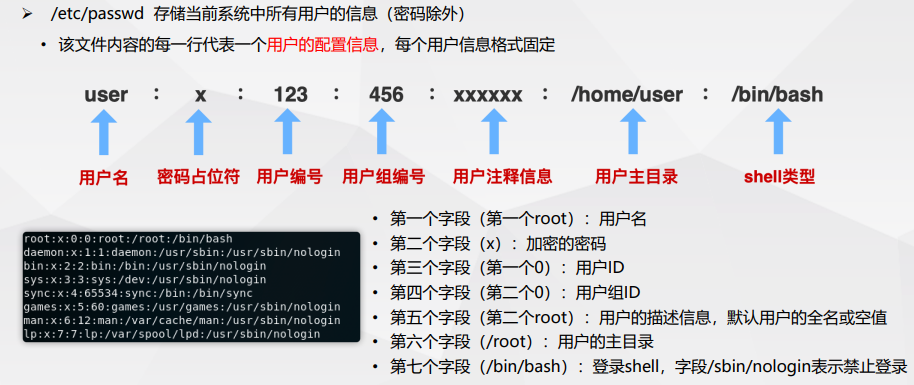 ➢ /etc/passwd 存储当前系统中所有用户的信息（密码除外）
• 该文件内容的每一行代表一个用户的配置信息，每个用户信息格式固定
user : x : 123 : 456 : xxxxxx : /home/user : /bin/bash
用户名 密码占位符 用户编号 用户组编号 用户注释信息 用户主目录 shell类型
root:x:0:0:root:/root:/bin/bash
daemon:x:1:1:daemon:/usr/sbin:/usr/sbin/nologin
bin:x:2:2:bin:/bin:/usr/sbin/nologin
sys:x:3:3:sys:/dev:/usr/sbin/nologin
sync:x:4:65534:sync:/bin:/bin/sync
games:x:5:60:games:/usr/games:/usr/sbin/nologin
man:x:6:12:man:/var/cache/man:/usr/sbin/nologin
lp:x:7:7:lp:/var/spool/lpd:/usr/sbin/nologin
• 第一个字段（第一个root）：用户名
• 第二个字段（x）：加密的密码
• 第三个字段（第一个0）：用户ID
• 第四个字段（第二个0）：用户组ID
• 第五个字段（第二个root）：用户的描述信息，默认用户的全名或空值
• 第六个字段（/root）：用户的主目录
• 第七个字段（/bin/bash）：登录shell，字段/sbin/nologin表示禁止登录